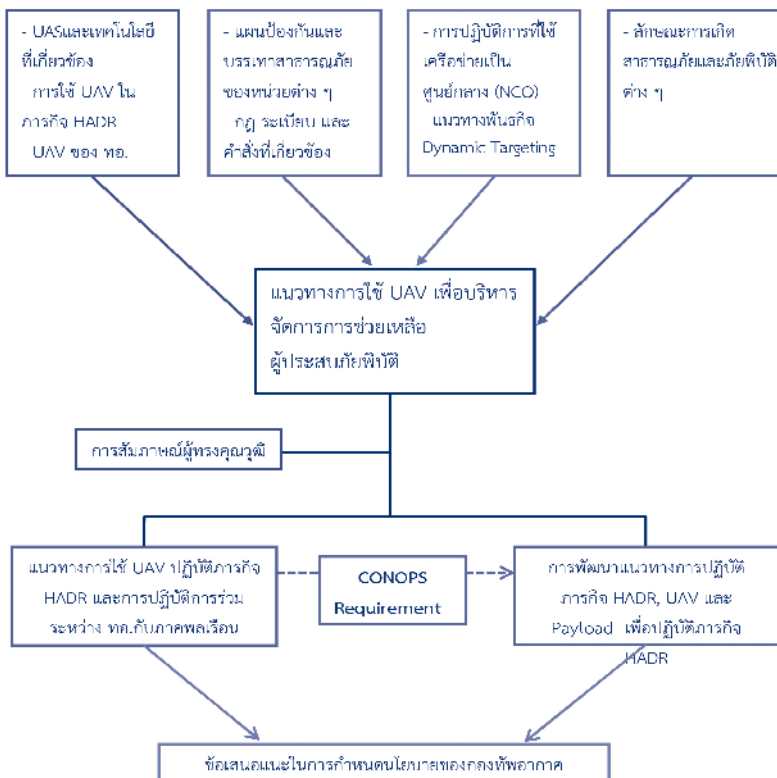 - UASและเทคโนโลยี
ที่เกี่ยวข้อง
การใช้ UAV ใน
ภารกิจ HADR
UAV ของ ทอ.
- แผนป้องกันและ
บรรเทาสาธารณภัย
ของหน่วยต่าง ๆ
กฎ ระเบียบ และ
คำสั่งที่เกี่ยวข้อง
- การปฏิบัติการที่ใช้
เครือข่ายเป็น
ศูนย์กลาง (NCO)
แนวทางพันธกิจ
Dynamic Targeting
- ลักษณะการเกิด
สาธารณภัยและภัยพิบัติ
ต่าง ๆ
แนวทางการใช้ UAV เพื่อบริหาร
จัดการการช่วยเหลือ
ผู้ประสบภัยพิบัติ
การสัมภาษณ์ผู้ทรงคุณวุฒิ
แนวทางการใช้ UAV ปฏิบัติภารกิจ
HADR และการปฏิบัติการร่วม
ระหว่าง ทอ.กับภาคพลเรือน
CONOPS
Requirement
การพัฒนาแนวทางการปฏิบัติ
ภารกิจ HADR, UAV และ
Payload เพื่อปฏิบัติภารกิจ
HADR
ข้อเสนอแนะในการกำหนดนโยบายของกองทัพอากาศ